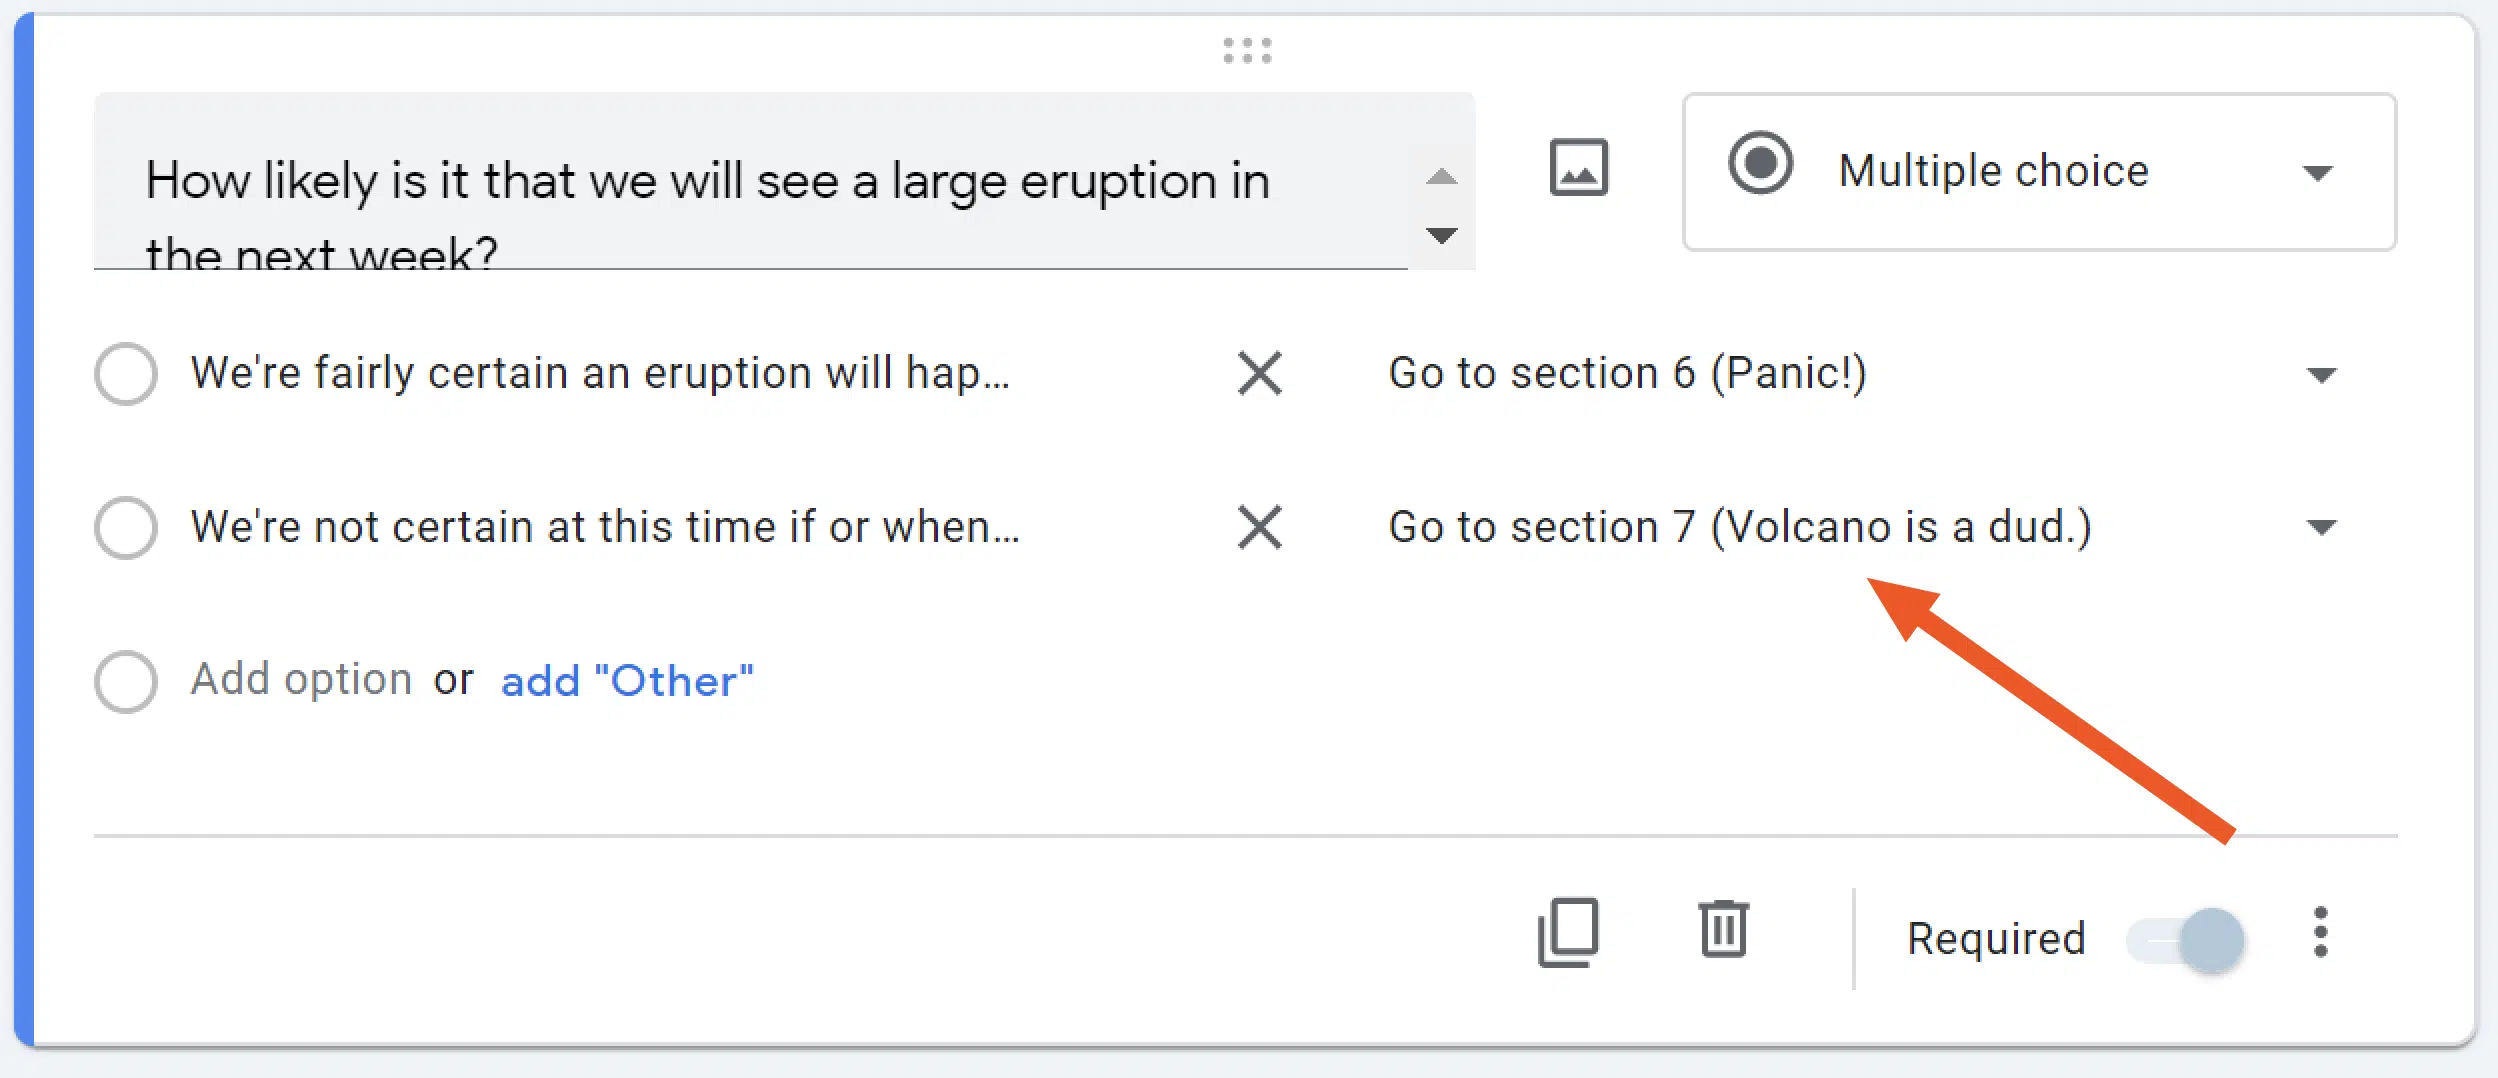 How likely is it that we will see a large eruption in
the next week?
Multiple choice
We're fairly certain an eruption will hap...
Go to section 6 (Panic!)
We're not certain at this time if or when...
Go to section 7 (Volcano is a dud.)
Add option or add "Other"
Required